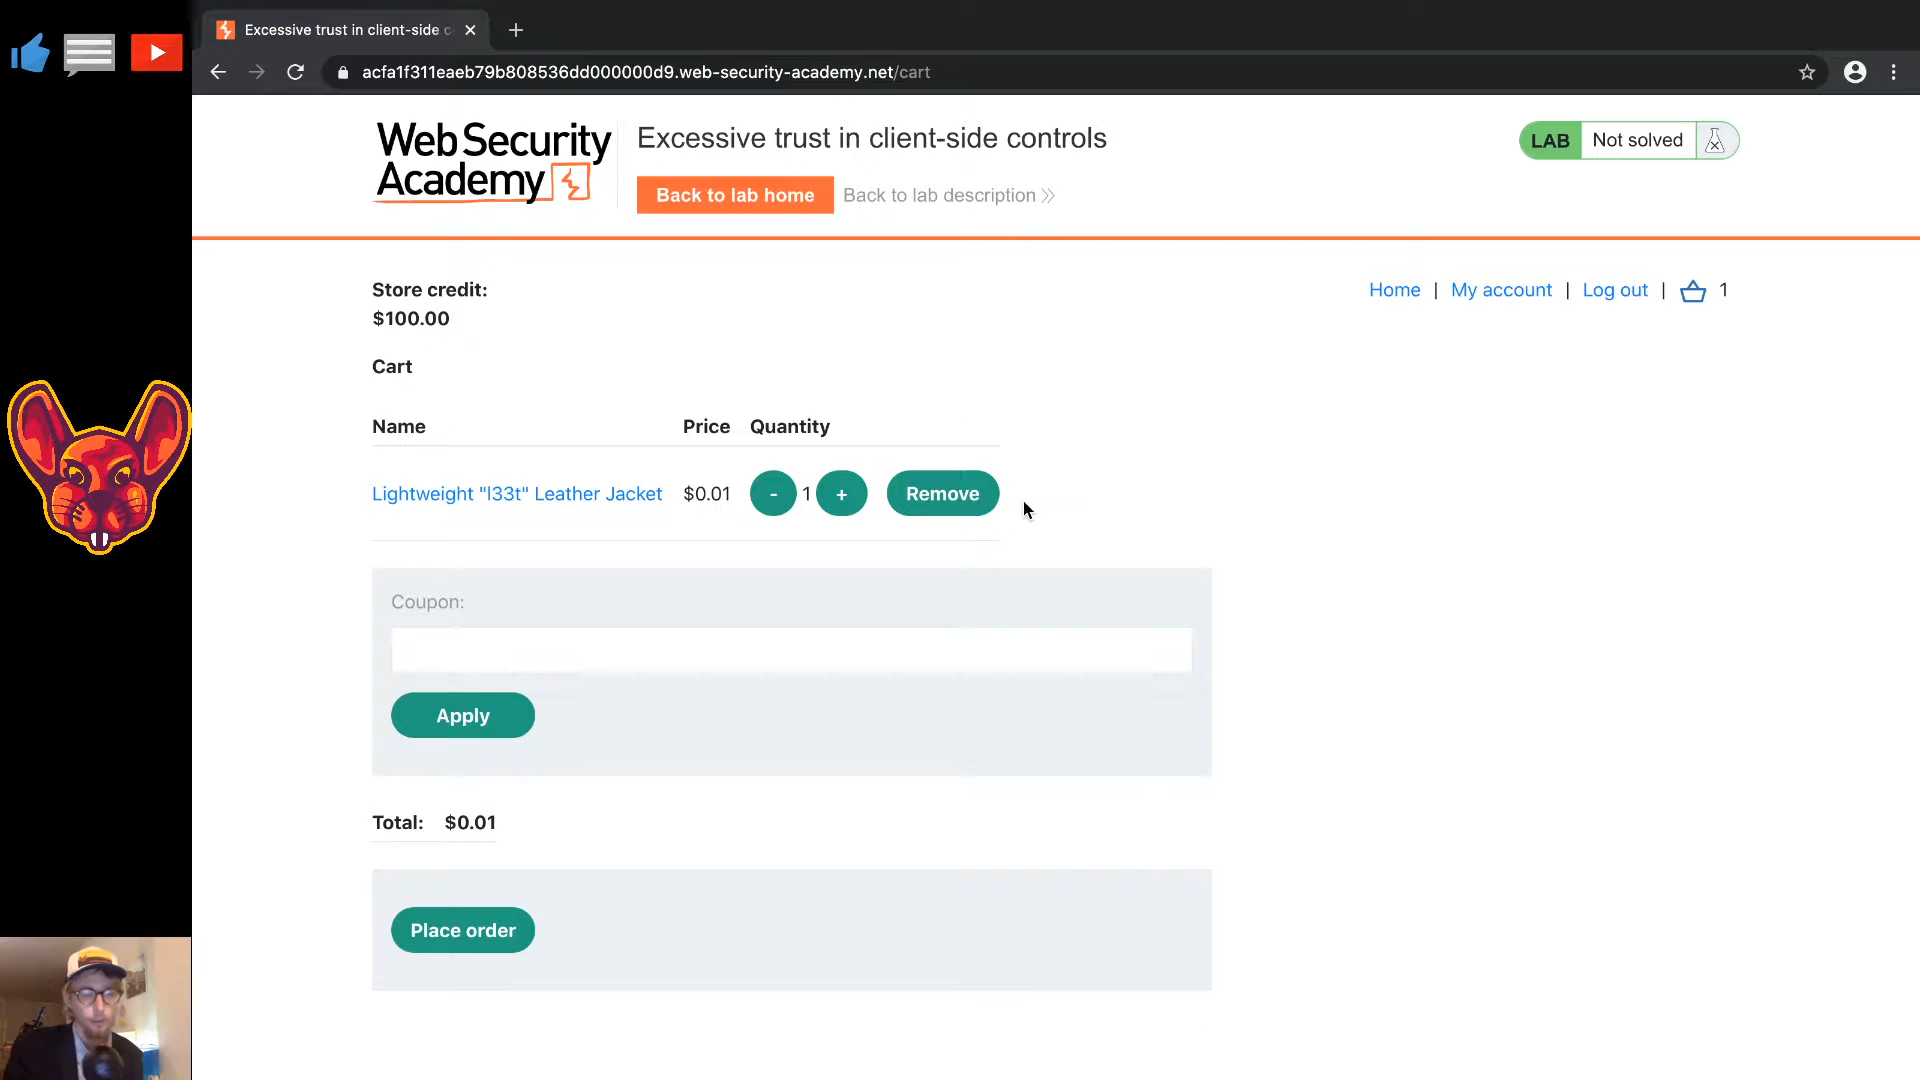 Excessive trust in client-side c
acfa1f311eaeb79b808536dd000000d9.web-security-academy.net/cart
Web Security
Academy
Excessive trust in client-side controls
Back to lab home
Back to lab description
LAB Not solved
Store credit:
$100.00
Home | My account | Log out | 1
Cart
Name Price Quantity
Lightweight "l33t" Leather Jacket $0.01 - 1 + Remove
Coupon:
Apply
Total: $0.01
Place order